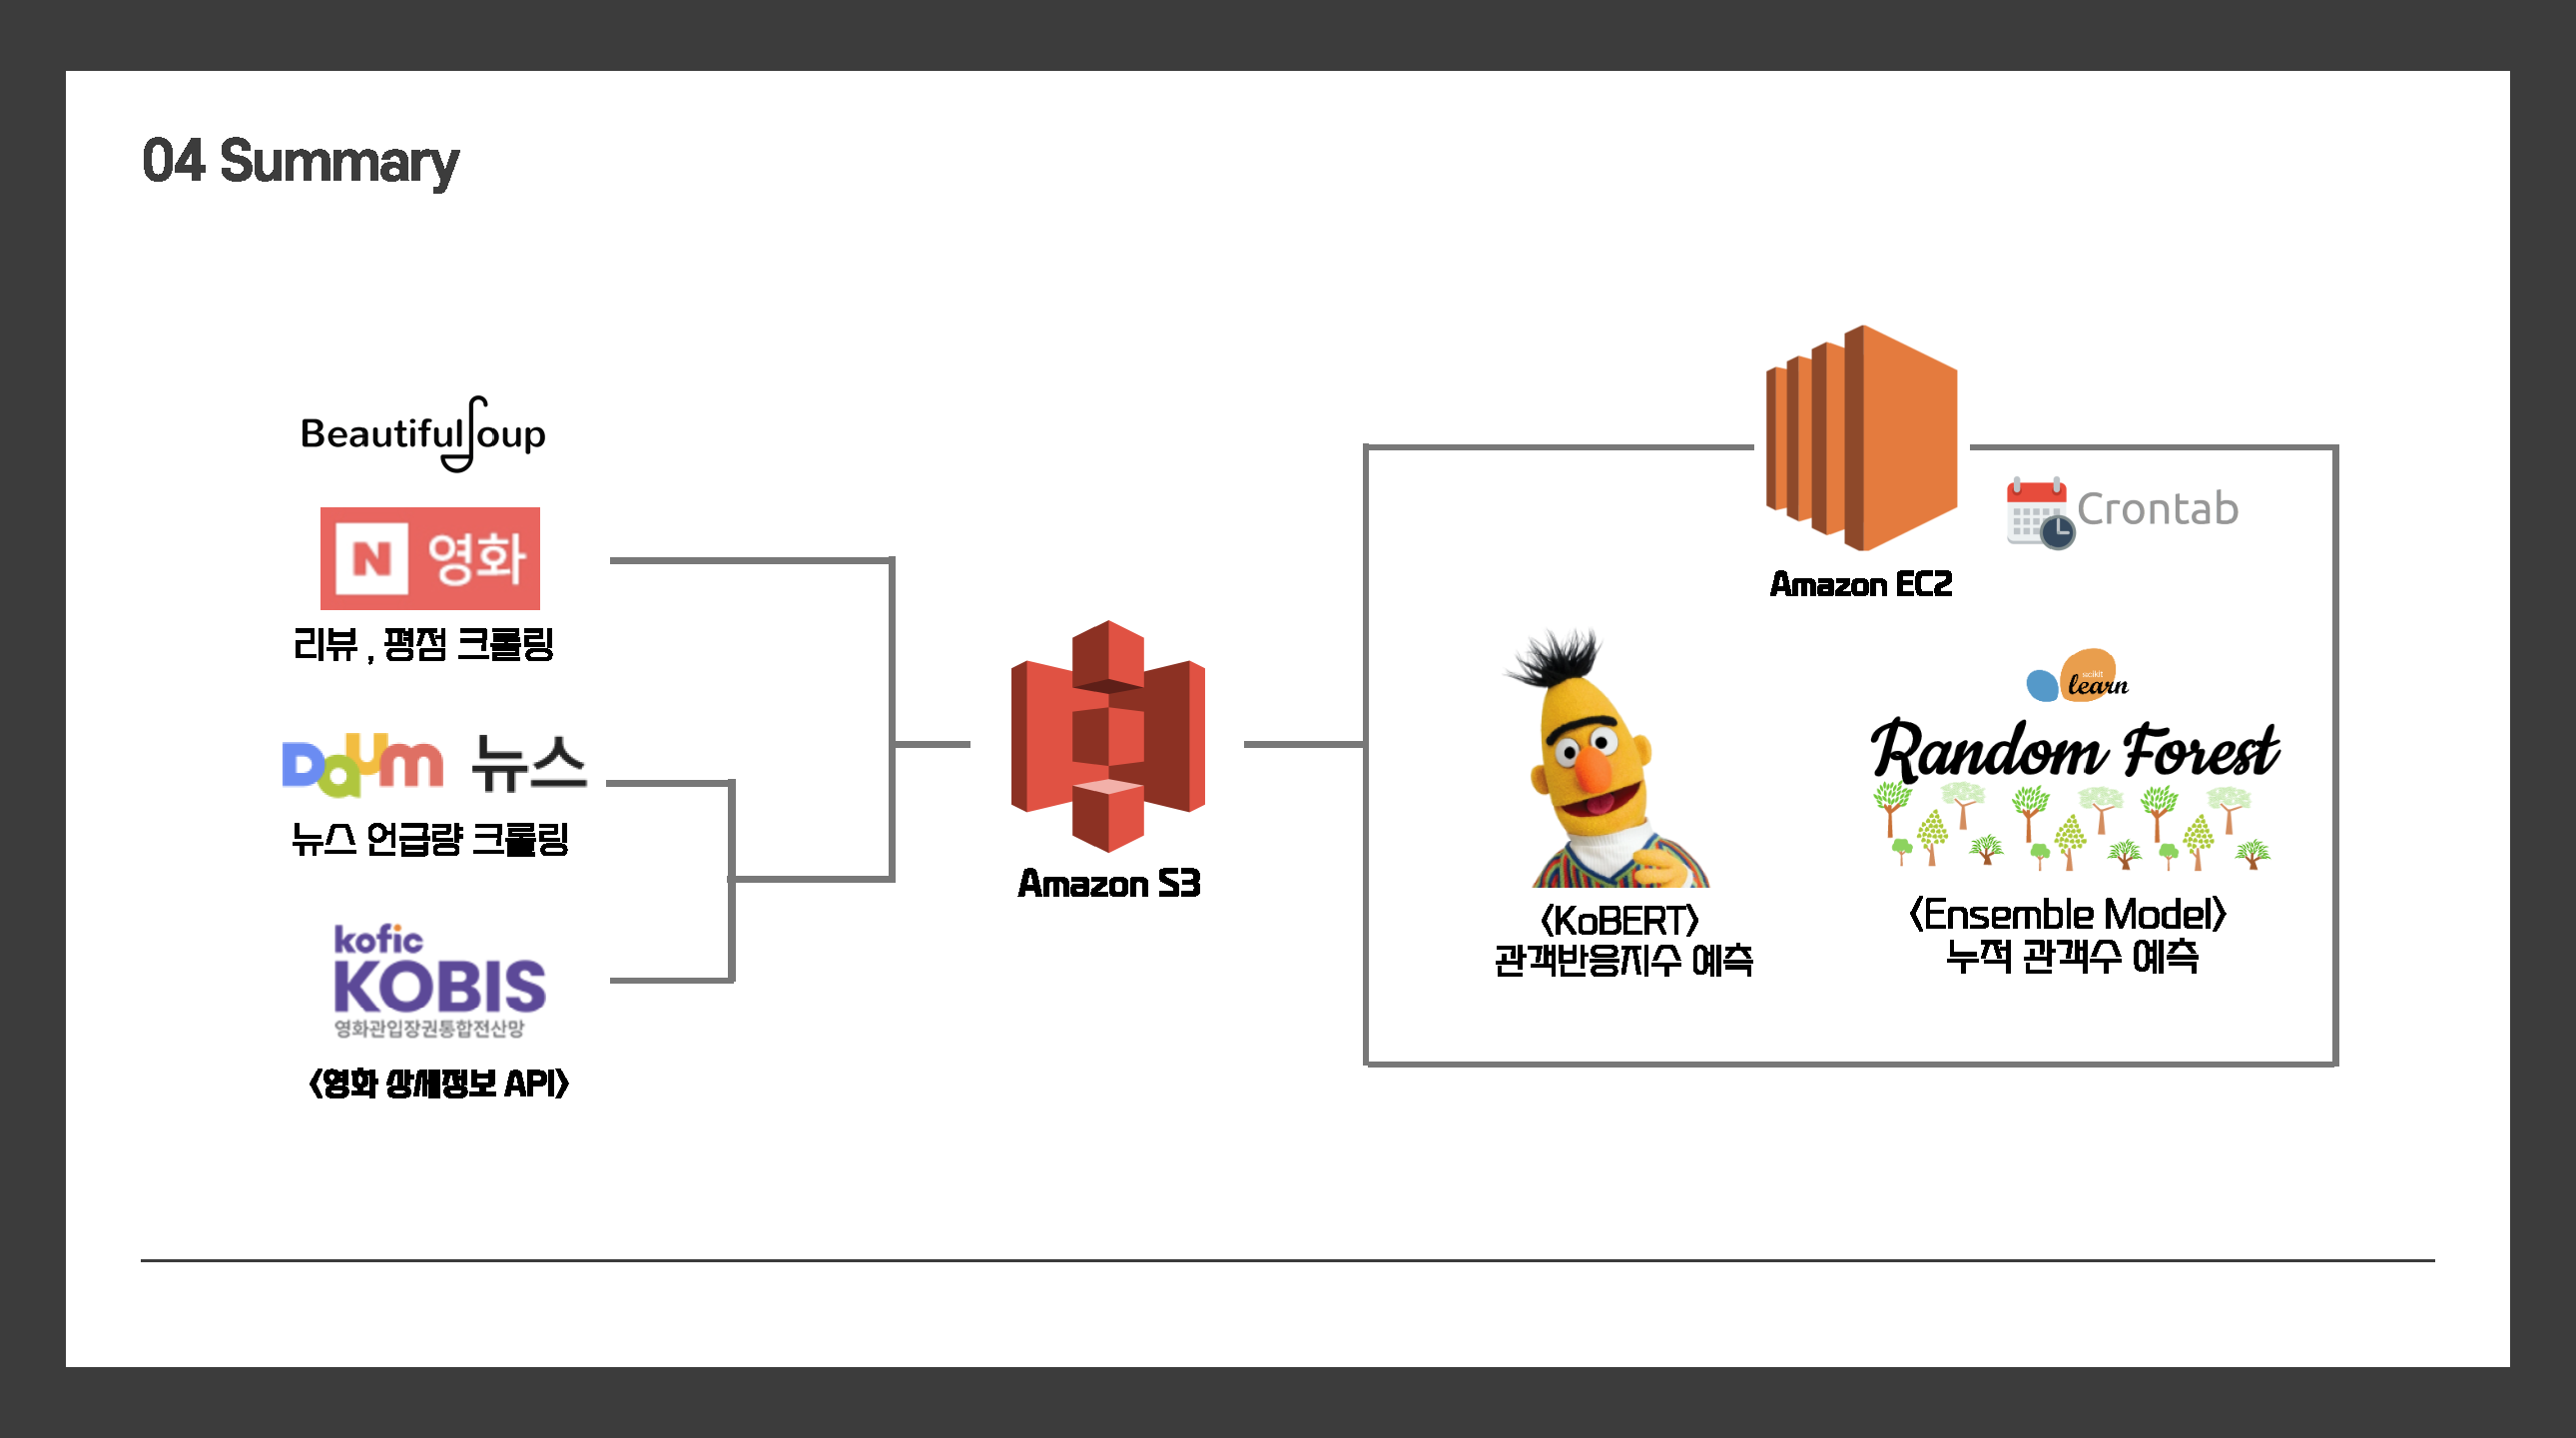 04 Summary
BeautifulSoup
N 영화
리뷰 , 평점 크롤링
Daum 뉴스
뉴스 언급량 크롤링
kofic
KOBIS
영화관입장권통합전산망
<영화 상세정보 API>
Amazon S3
Amazon EC2
Crontab
<KoBERT>
관객반응지수 예측
scikit
learn
Random Forest
<Ensemble Model>
누적 관객수 예측